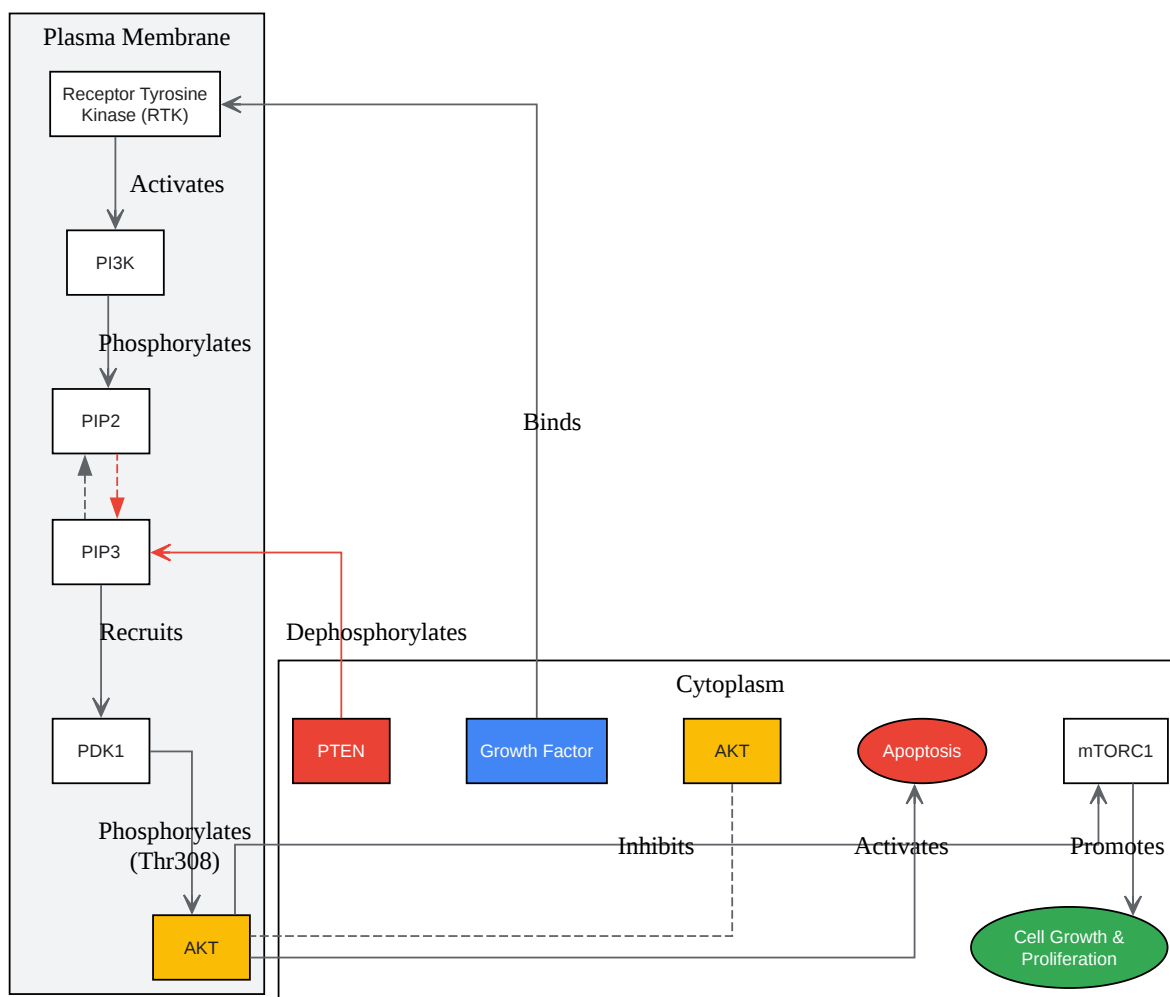 Plasma Membrane
Receptor Tyrosine
Kinase (RTK)
Activates
PI3K
Phosphorylates
PIP2
Binds
PIP3
Recruits
Dephosphorylates
Cytoplasm
PDK1
PTEN
Growth Factor
AKT
Apoptosis
mTORC1
Phosphorylates
(Thr308)
Inhibits
Activates
Promotes
AKT
Cell Growth &
Proliferation